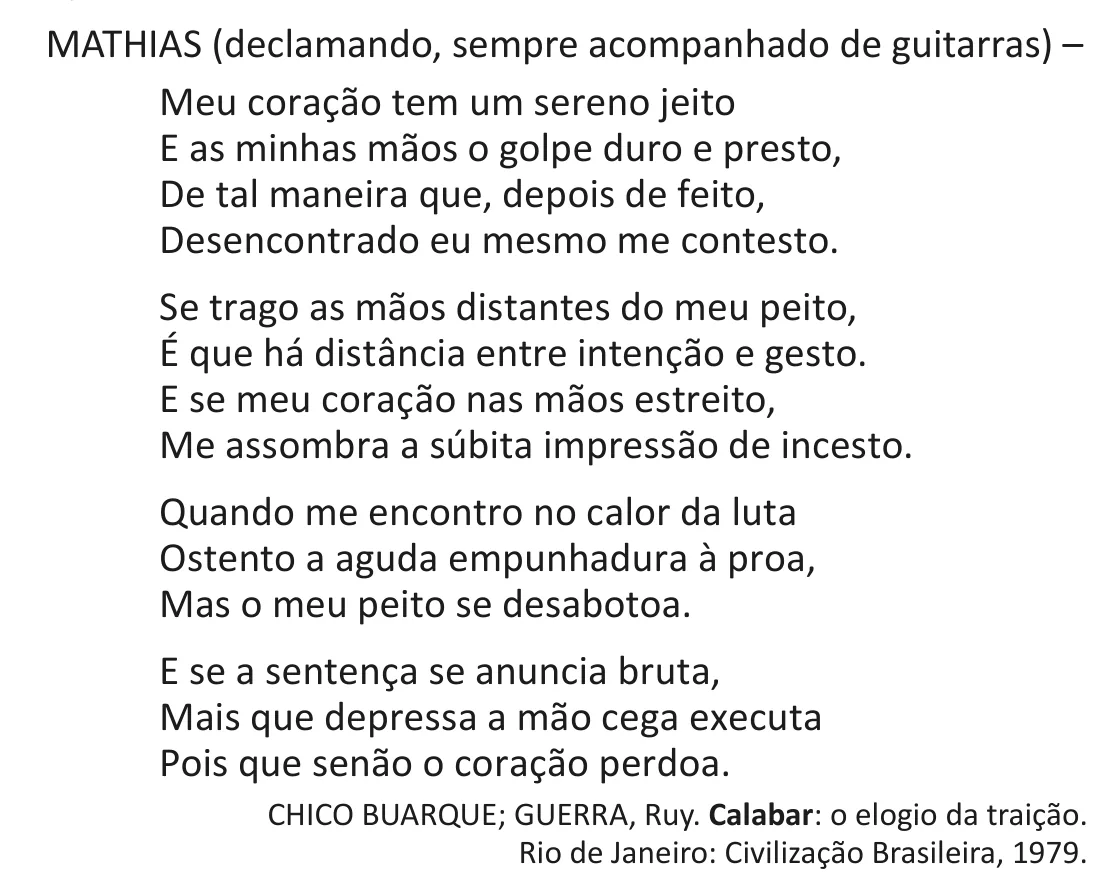 MATHIAS (declamando, sempre acompanhado de guitarras) –
Meu coração tem um sereno jeito
E as minhas mãos o golpe duro e presto,
De tal maneira que, depois de feito,
Desencontrado eu mesmo me contesto.
Se trago as mãos distantes do meu peito,
É que há distância entre intenção e gesto.
E se meu coração nas mãos estreito,
Me assombra a súbita impressão de incesto.
Quando me encontro no calor da luta
Ostento a aguda empunhadura à proa,
Mas o meu peito se desabotoa.
E se a sentença se anuncia bruta,
Mais que depressa a mão cega executa
Pois que senão o coração perdoa.
CHICO BUARQUE; GUERRA, Ruy. Calabar: o elogio da traição.
Rio de Janeiro: Civilização Brasileira, 1979.